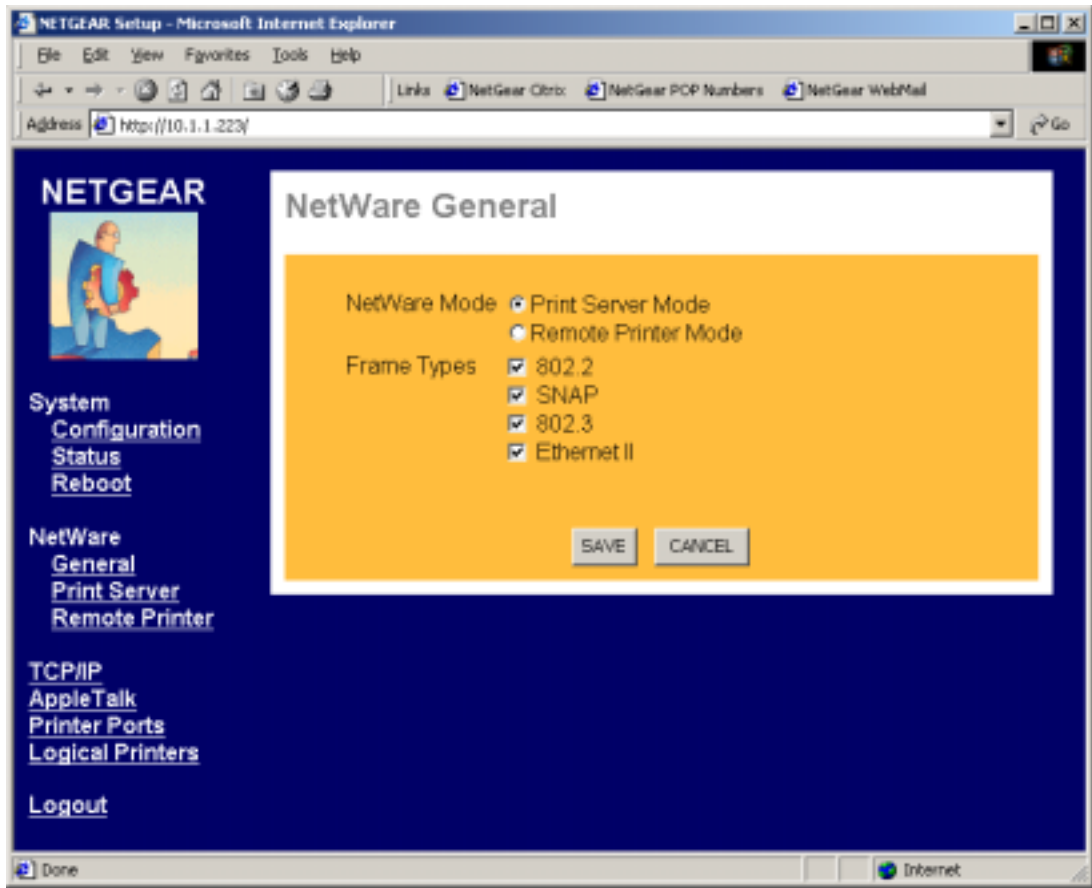 NETGEAR Setup - Microsoft Internet Explorer
File Edit View Favorites Tools Help
Links NetGear Citrix NetGear POP Numbers NetGear WebMail
Address http://10.1.1.223/ Go
NETGEAR
System
Configuration
Status
Reboot
NetWare
General
Print Server
Remote Printer
TCP/IP
AppleTalk
Printer Ports
Logical Printers
Logout
NetWare General
NetWare Mode Print Server Mode
Remote Printer Mode
Frame Types 802.2
SNAP
802.3
Ethernet II
SAVE CANCEL
Done Internet